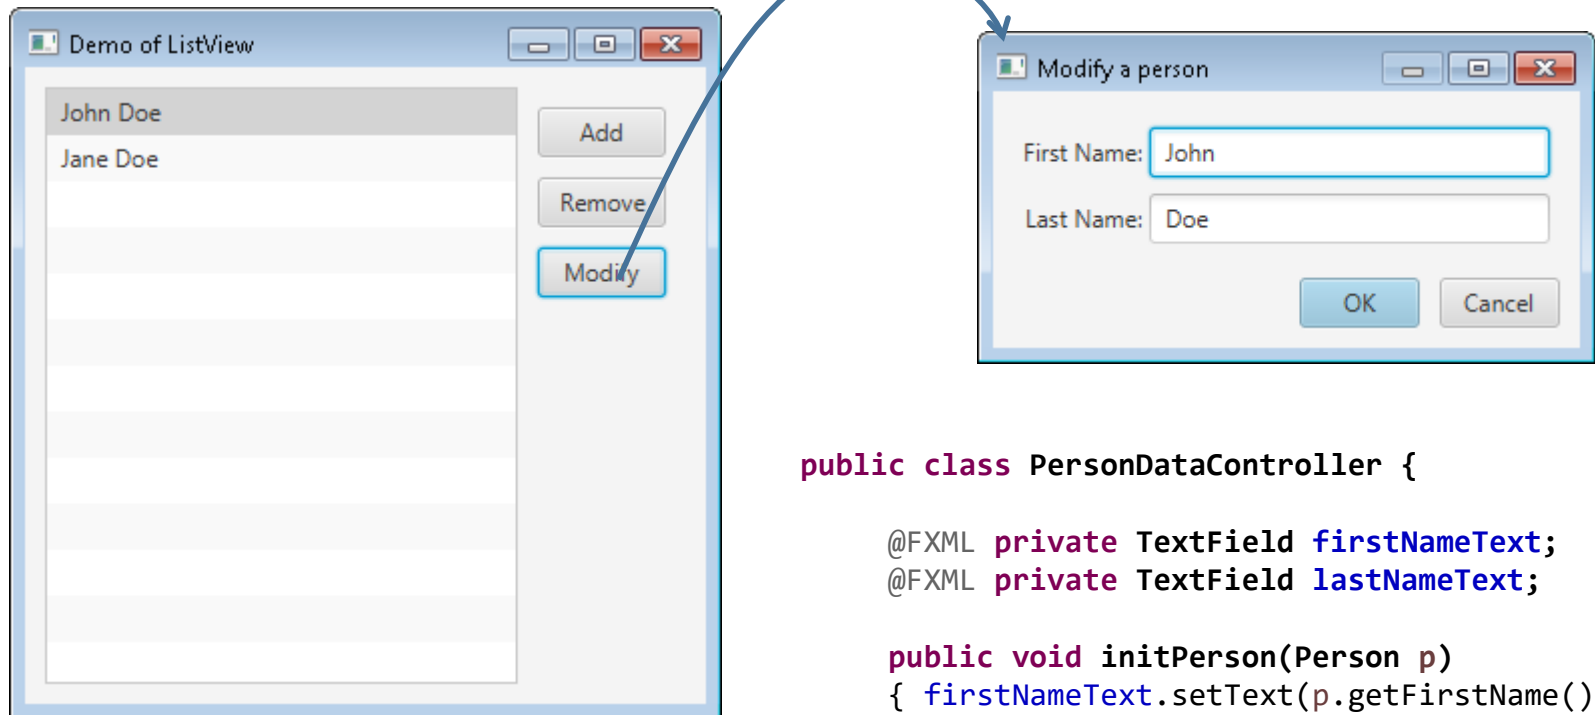 Demo of ListView
John Doe
Jane Doe
Add
Remove
Modify
Modify a person
First Name: John
Last Name: Doe
OK Cancel
public class PersonDataController {
@FXML private TextField firstNameText;
@FXML private TextField lastNameText;
public void initPerson(Person p)
{ firstNameText.setText(p.getFirstName()